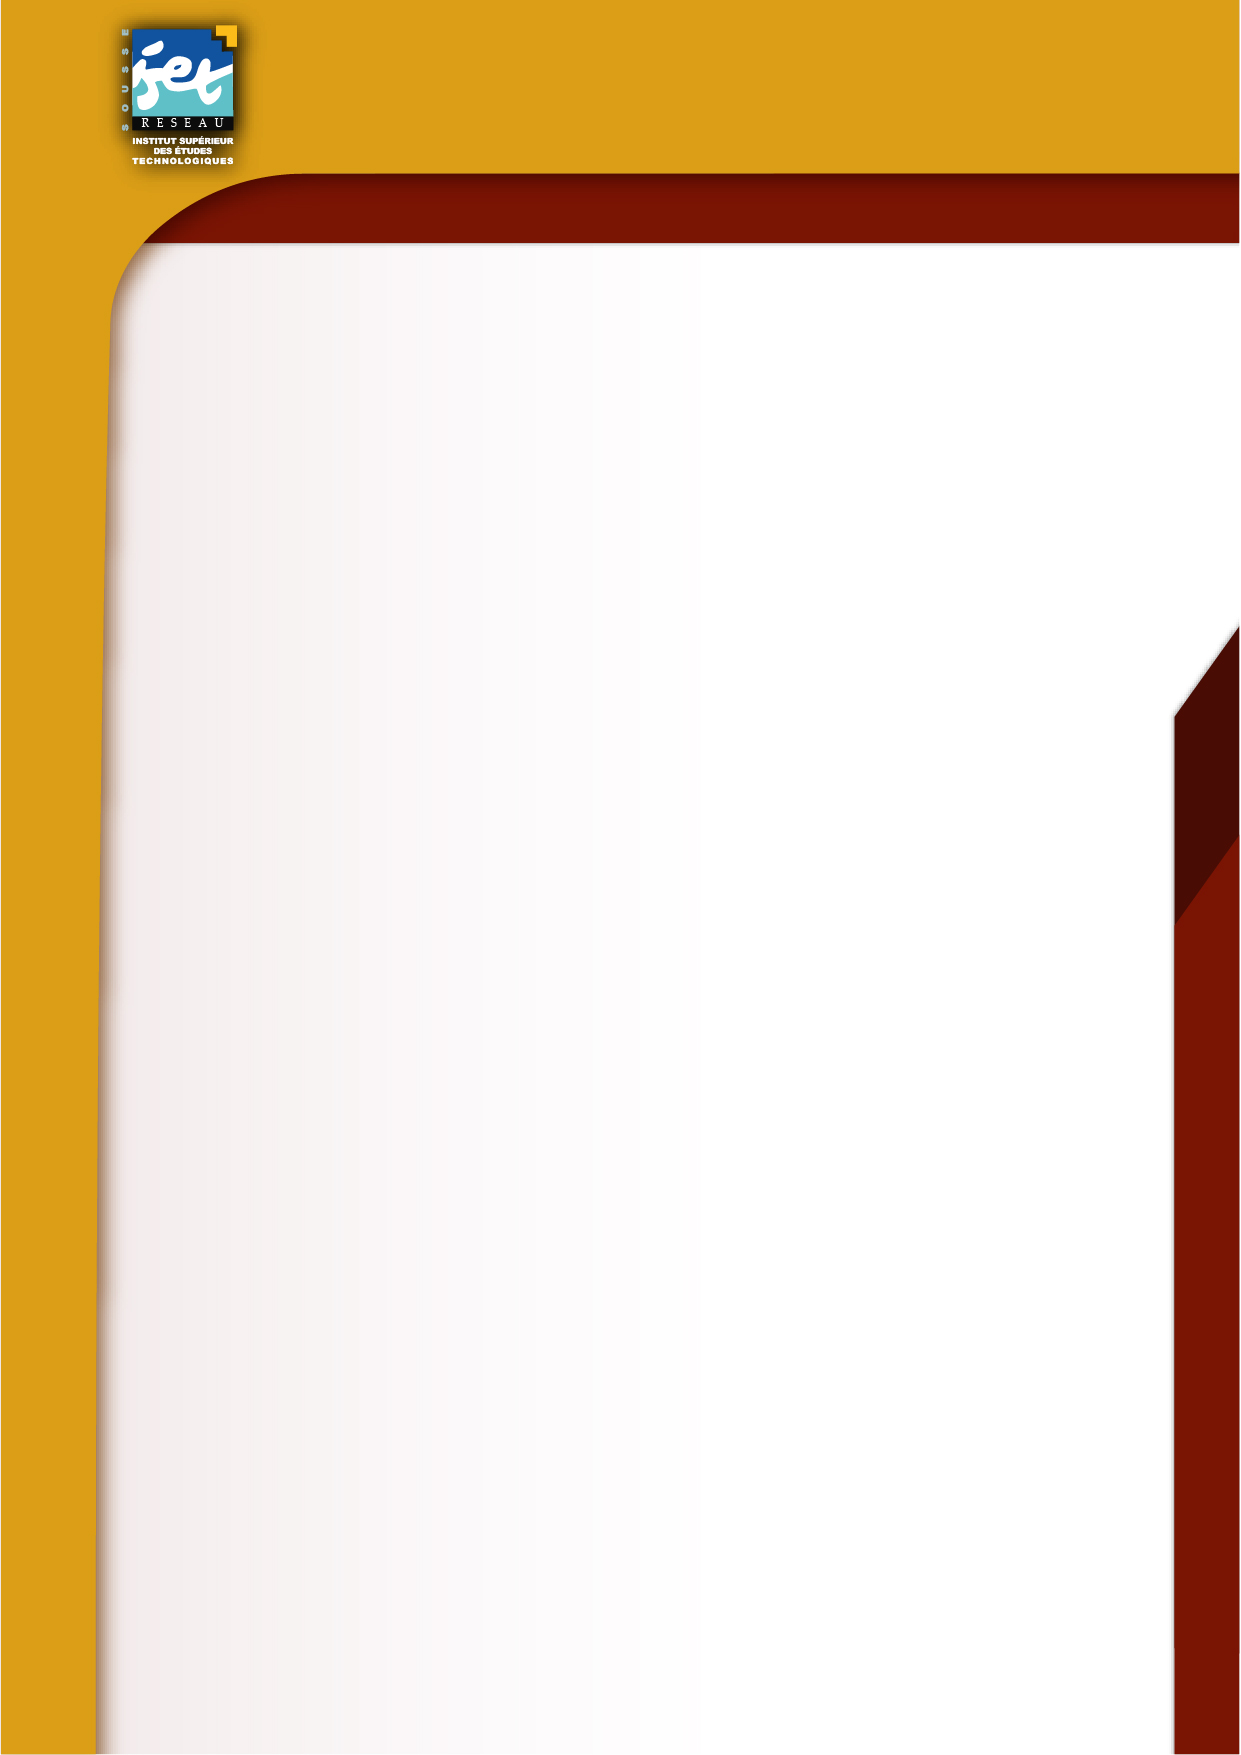 SOUSSE
iset
RESEAU
INSTITUT SUPÉRIEUR
DES ÉTUDES
TECHNOLOGIQUES